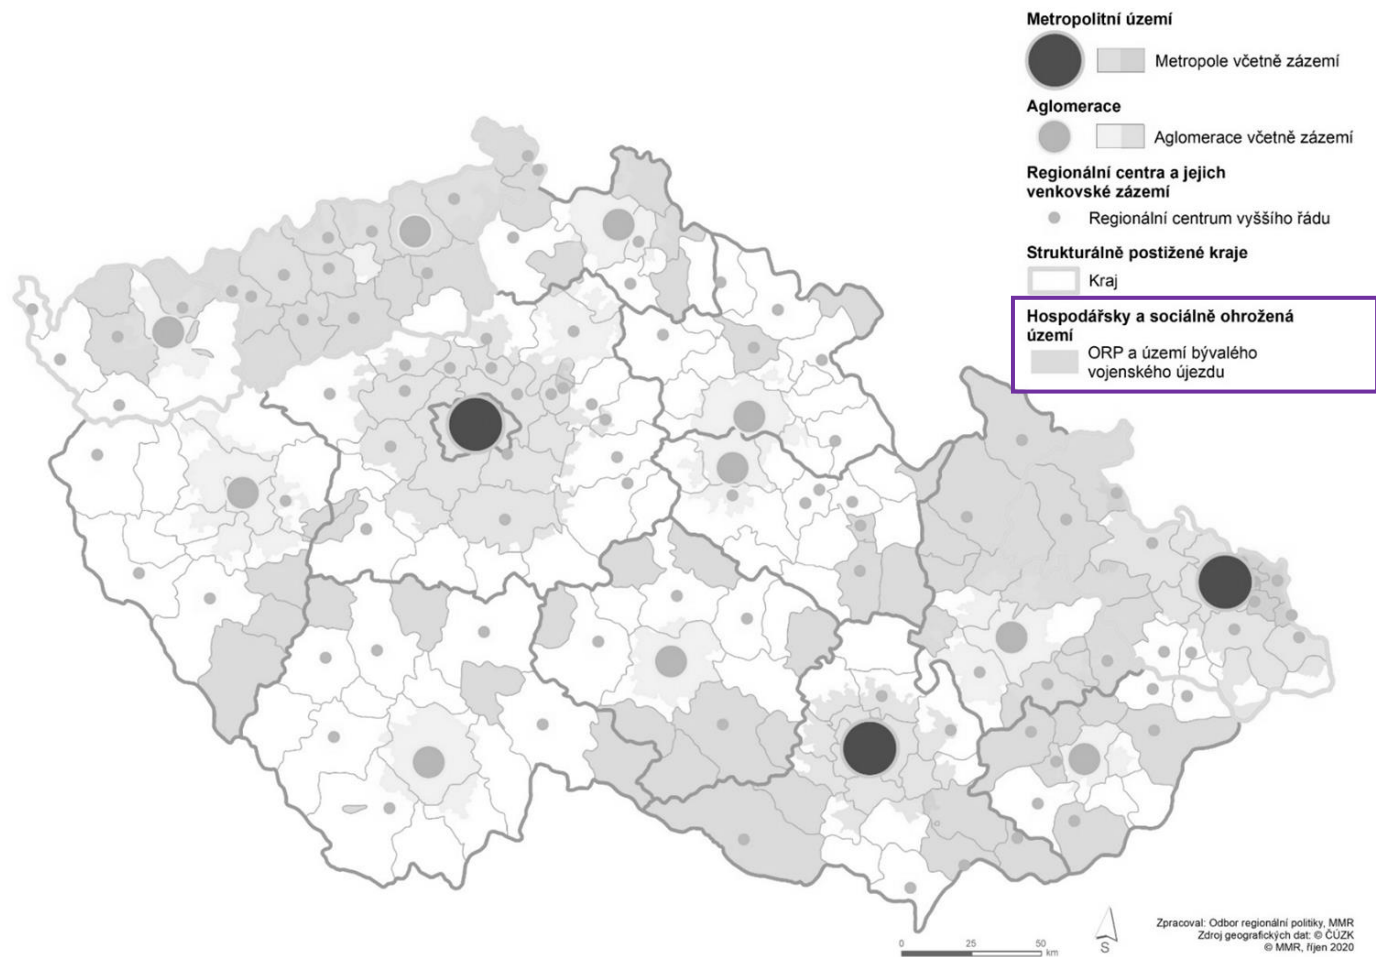 Metropolitní území
Metropole včetně zázemí
Aglomerace
Aglomerace včetně zázemí
Regionální centra a jejich
venkovské zázemí
Regionální centrum vyššího řádu
Strukturálně postižené kraje
Kraj
Hospodářsky a sociálně ohrožená
území
ORP a území bývalého
vojenského újezdu
0 25 50
km
S
Zpracoval: Odbor regionální politiky, MMR
Zdroj geografických dat: © ČÚZK
© MMR, říjen 2020